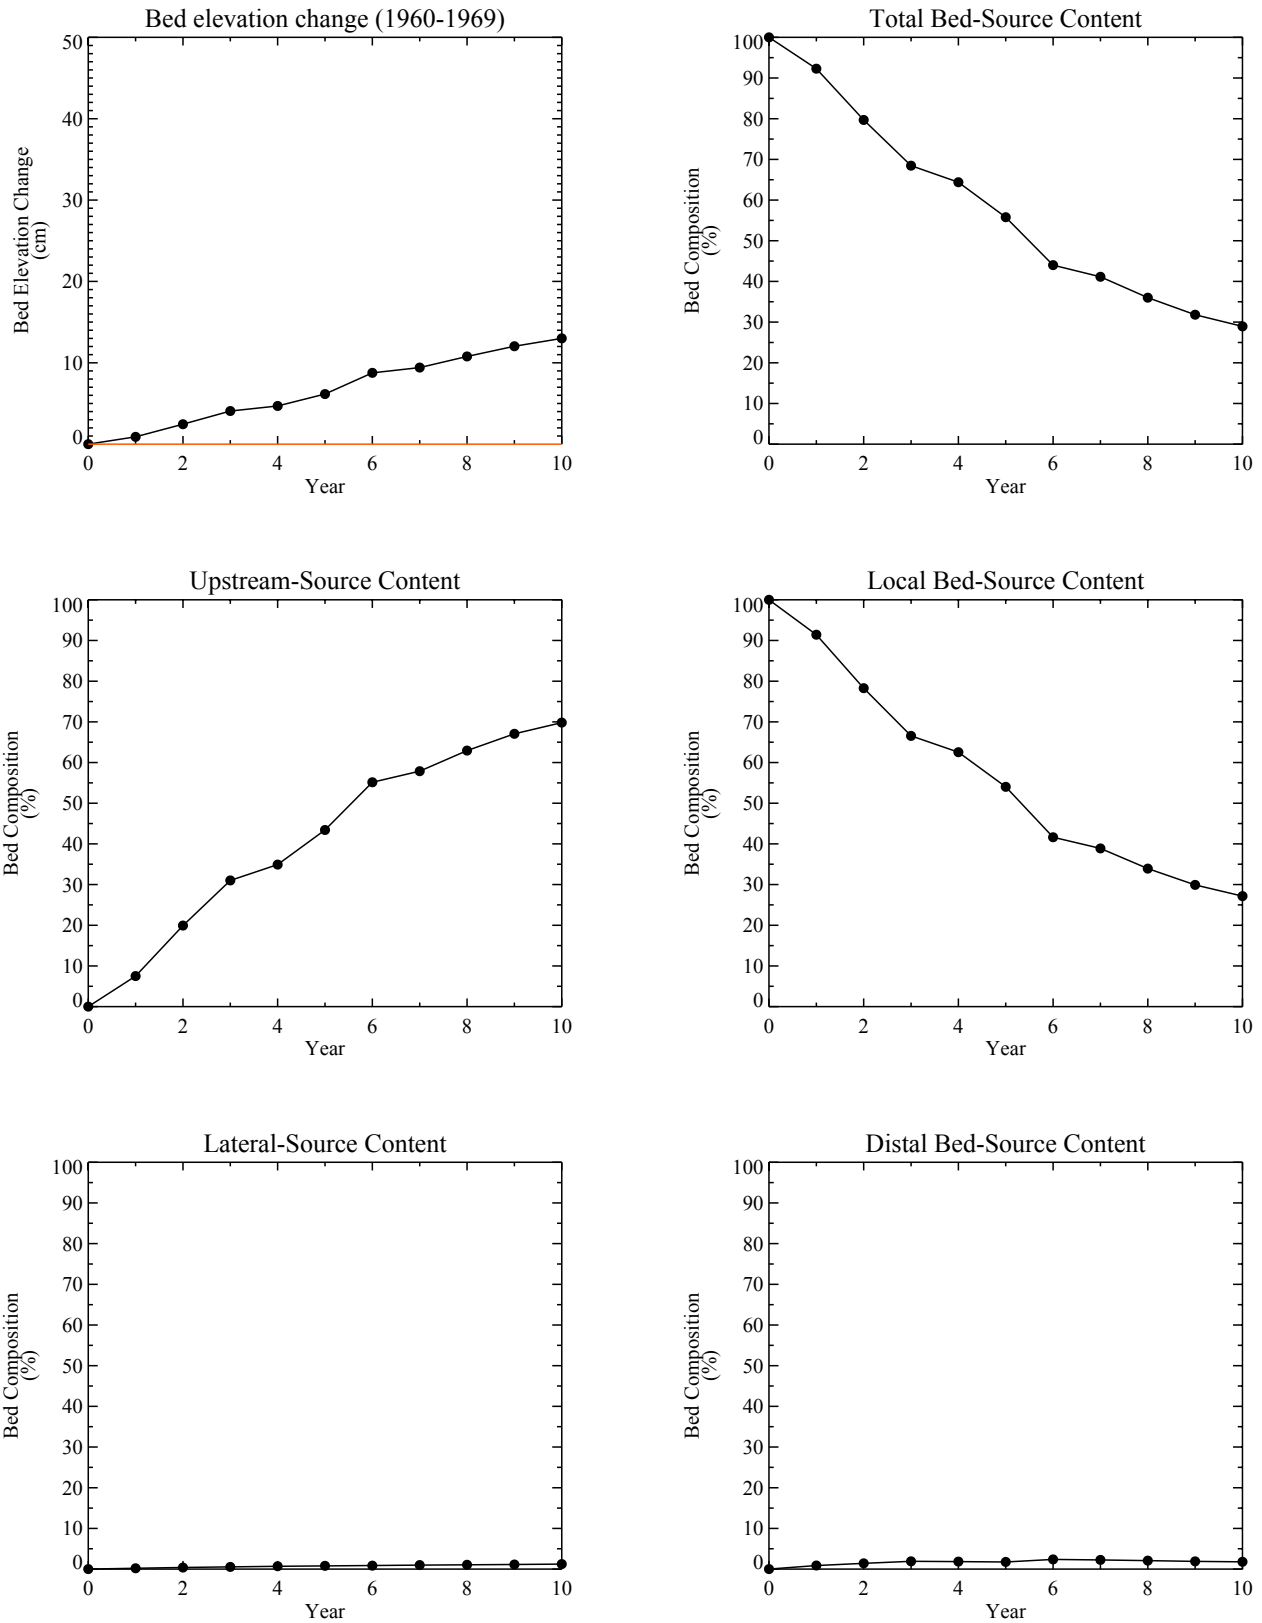 Bed elevation change (1960-1969)
50
40
30
20
10
0
Bed Elevation Change
(cm)
0 2 4 6 8 10
Year
Total Bed-Source Content
100
90
80
70
60
50
40
30
20
10
0
Bed Composition
(%)
0 2 4 6 8 10
Year
Upstream-Source Content
100
90
80
70
60
50
40
30
20
10
0
Bed Composition
(%)
0 2 4 6 8 10
Year
Local Bed-Source Content
100
90
80
70
60
50
40
30
20
10
0
Bed Composition
(%)
0 2 4 6 8 10
Year
Lateral-Source Content
100
90
80
70
60
50
40
30
20
10
0
Bed Composition
(%)
0 2 4 6 8 10
Year
Distal Bed-Source Content
100
90
80
70
60
50
40
30
20
10
0
Bed Composition
(%)
0 2 4 6 8 10
Year